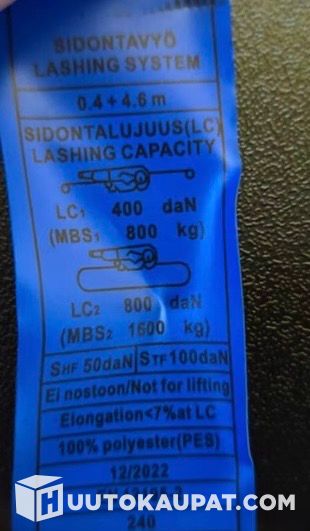 SIDONTAVYÖ
LASHING SYSTEM
0.4 + 4.6 m
SIDONTALUJUUS(LC)
LASHING CAPACITY
LC1 400 daN
(MBS1 800 kg)
LC2 800 daN
(MBS2 1600 kg)
SHF 50daN STF 100daN
Ei nostoon/Not for lifting
Elongation<7%at LC
100% polyester(PES)
12/2022
HUUTOKAUPAT.COM
240